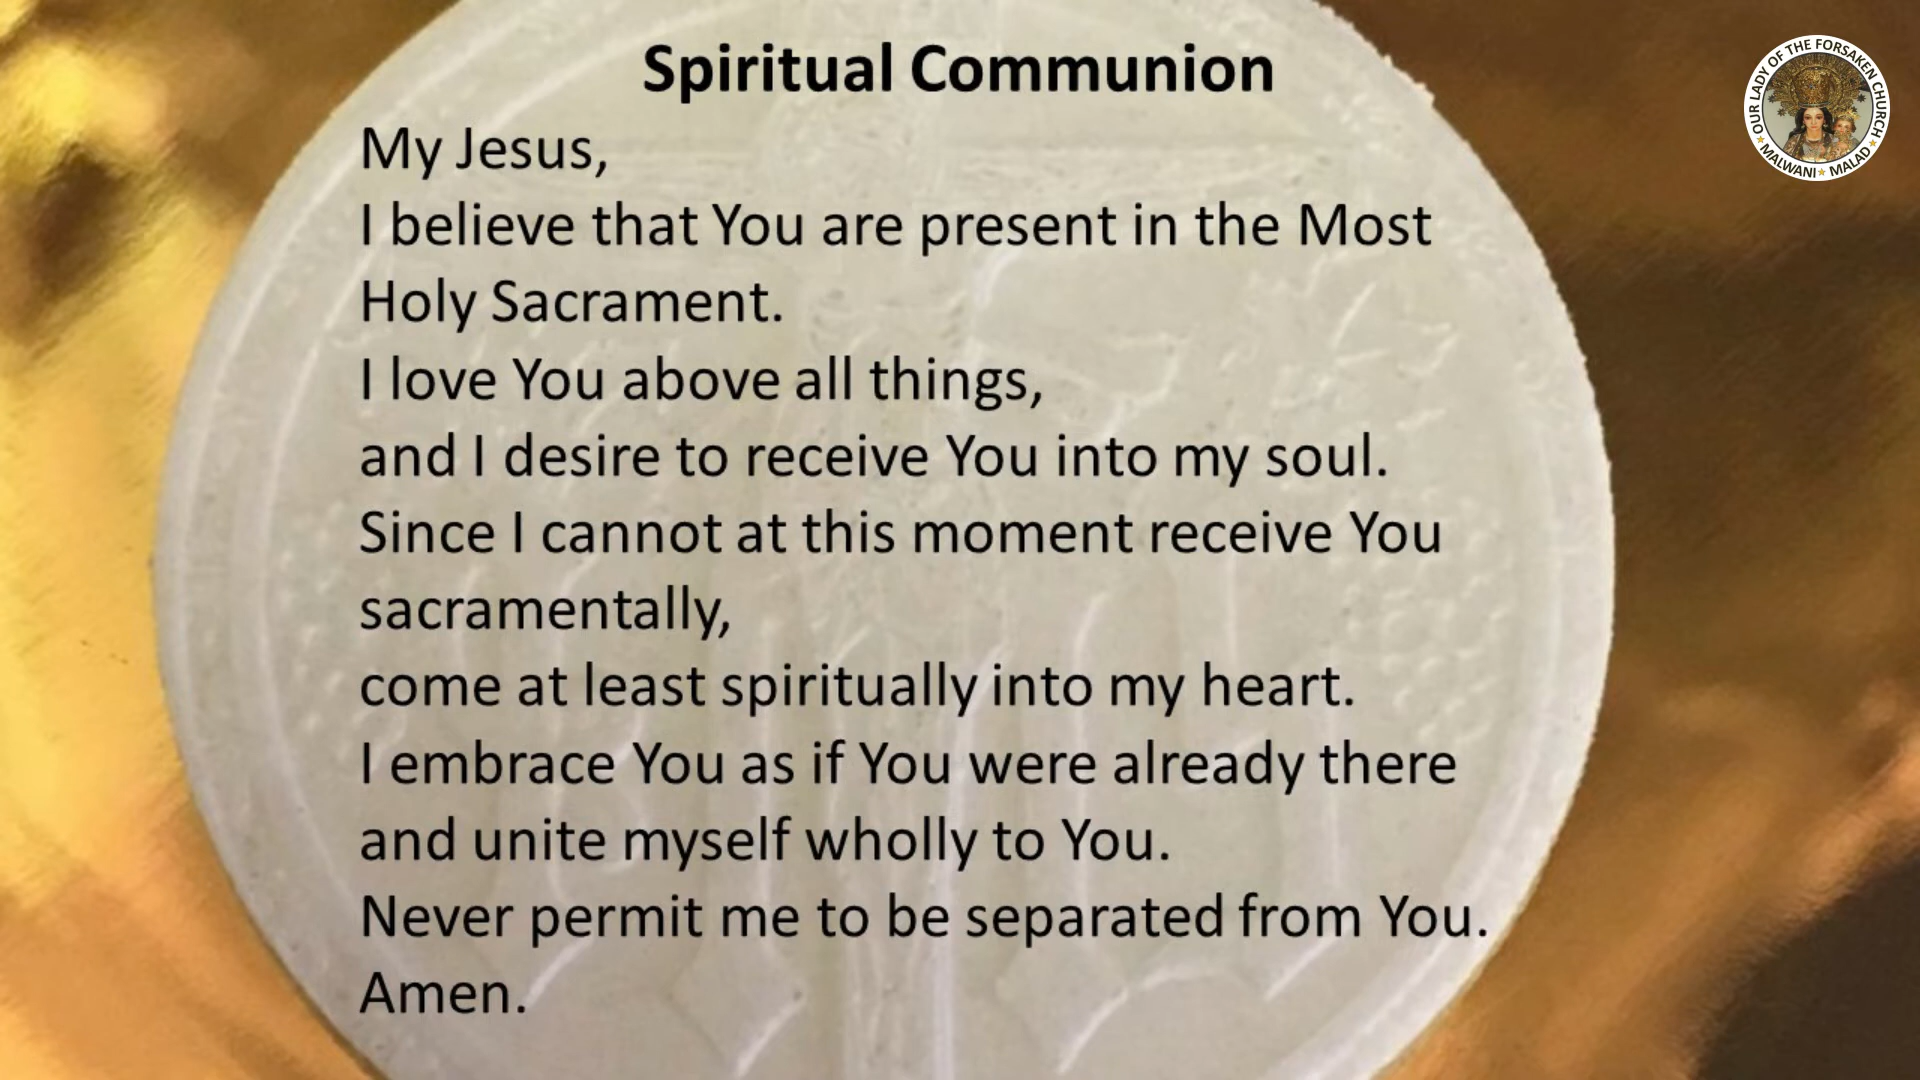 Spiritual Communion
My Jesus,
I believe that You are present in the Most
Holy Sacrament.
I love You above all things,
and I desire to receive You into my soul.
Since I cannot at this moment receive You
sacramentally,
come at least spiritually into my heart.
I embrace You as if You were already there
and unite myself wholly to You.
Never permit me to be separated from You.
Amen.
OUR LADY OF THE FORSAKEN CHURCH
MALWANI ★ MALAD